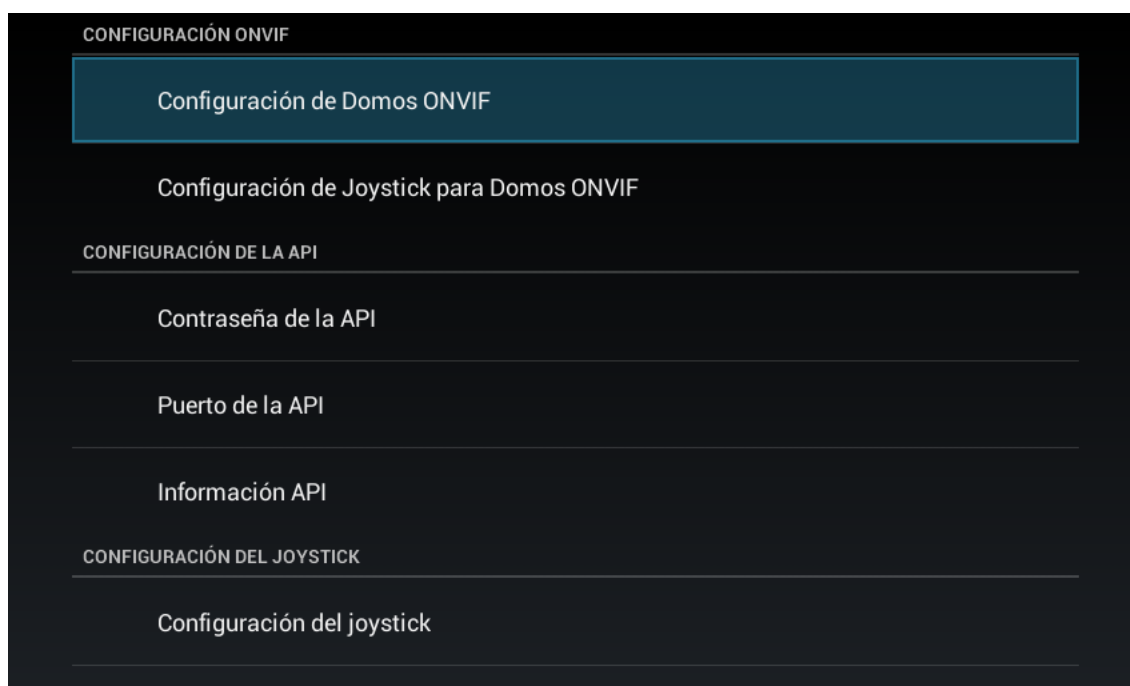 CONFIGURACIÓN ONVIF
Configuración de Domos ONVIF
Configuración de Joystick para Domos ONVIF
CONFIGURACIÓN DE LA API
Contraseña de la API
Puerto de la API
Información API
CONFIGURACIÓN DEL JOYSTICK
Configuración del joystick